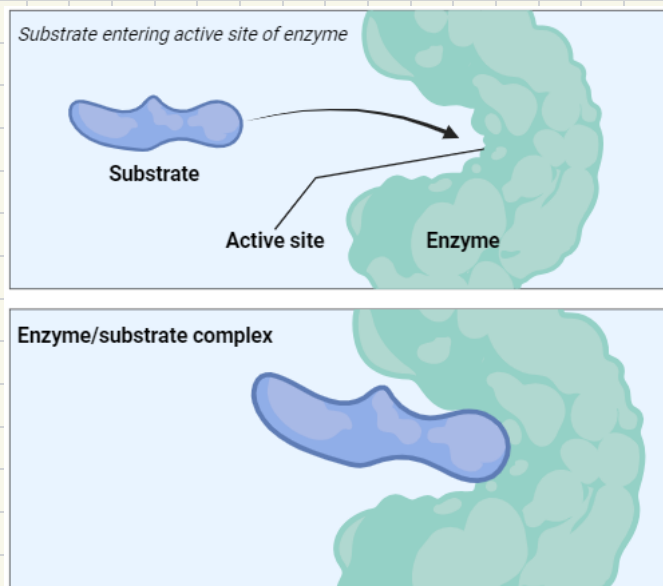 Substrate entering active site of enzyme
Substrate
Active site
Enzyme
Enzyme/substrate complex